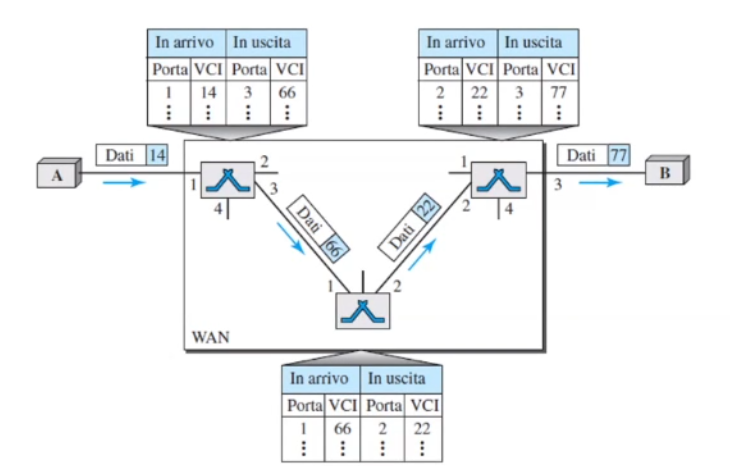 In arrivo In uscita
Porta VCI Porta VCI
1 14 3 66
In arrivo In uscita
Porta VCI Porta VCI
2 22 3 77
A
Dati 14
1
2
3
4
Dati 66
1
2
Dati 22
1
2
4
3
Dati 77
B
WAN
In arrivo In uscita
Porta VCI Porta VCI
1 66 2 22